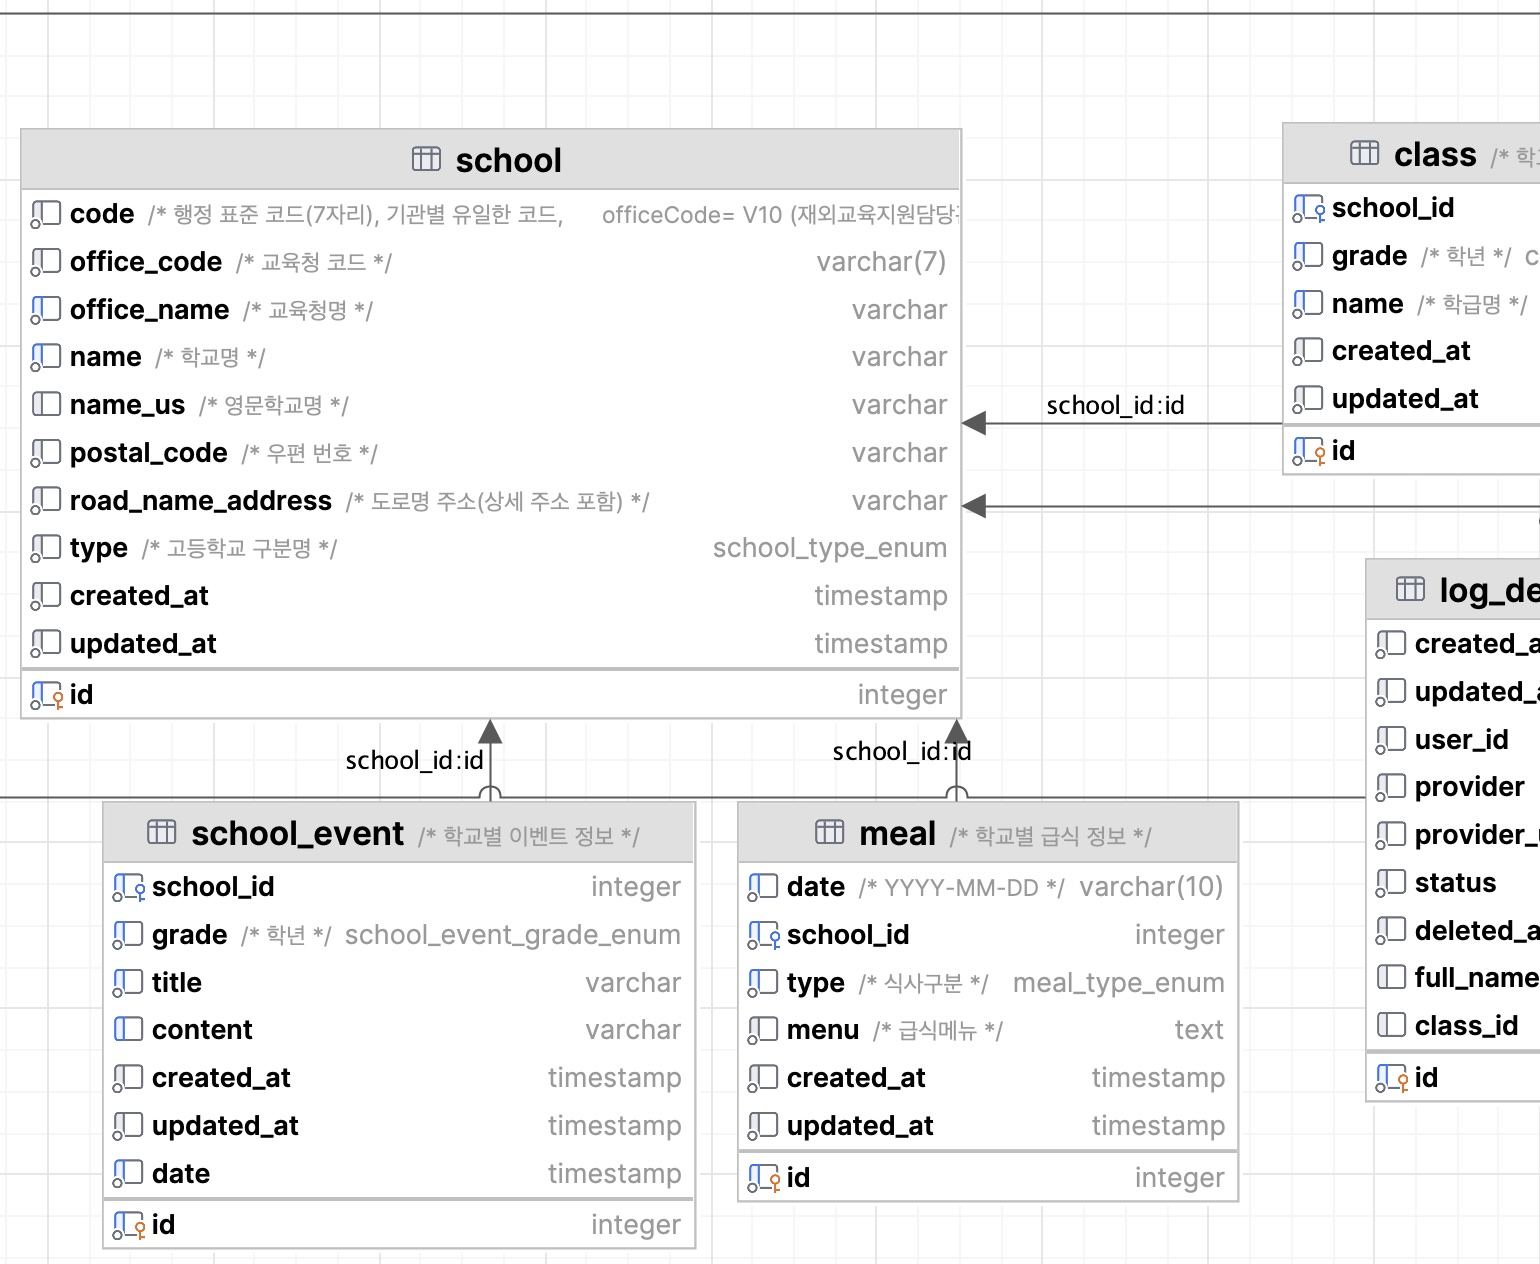 school
code /* 행정 표준 코드(7자리), 기관별 유일한 코드, officeCode= V10 (재외교육지원담당
office_code /* 교육청 코드 */ varchar(7)
office_name /* 교육청명 */ varchar
name /* 학교명 */ varchar
name_us /* 영문학교명 */ varchar
postal_code /* 우편 번호 */ varchar
road_name_address /* 도로명 주소(상세 주소 포함) */ varchar
type /* 고등학교 구분명 */ school_type_enum
created_at timestamp
updated_at timestamp
id integer
class /* 학
school_id
grade /* 학년 */ c
name /* 학급명 */
created_at
updated_at
id
school_id:id
school_id:id
school_id:id
school_event /* 학교별 이벤트 정보 */
school_id integer
grade /* 학년 */ school_event_grade_enum
title varchar
content varchar
created_at timestamp
updated_at timestamp
date timestamp
id integer
meal /* 학교별 급식 정보 */
date /* YYYY-MM-DD */ varchar(10)
school_id integer
type /* 식사구분 */ meal_type_enum
menu /* 급식메뉴 */ text
created_at timestamp
updated_at timestamp
id integer
log_de
created_a
updated_a
user_id
provider
provider_
status
deleted_a
full_name
class_id
id